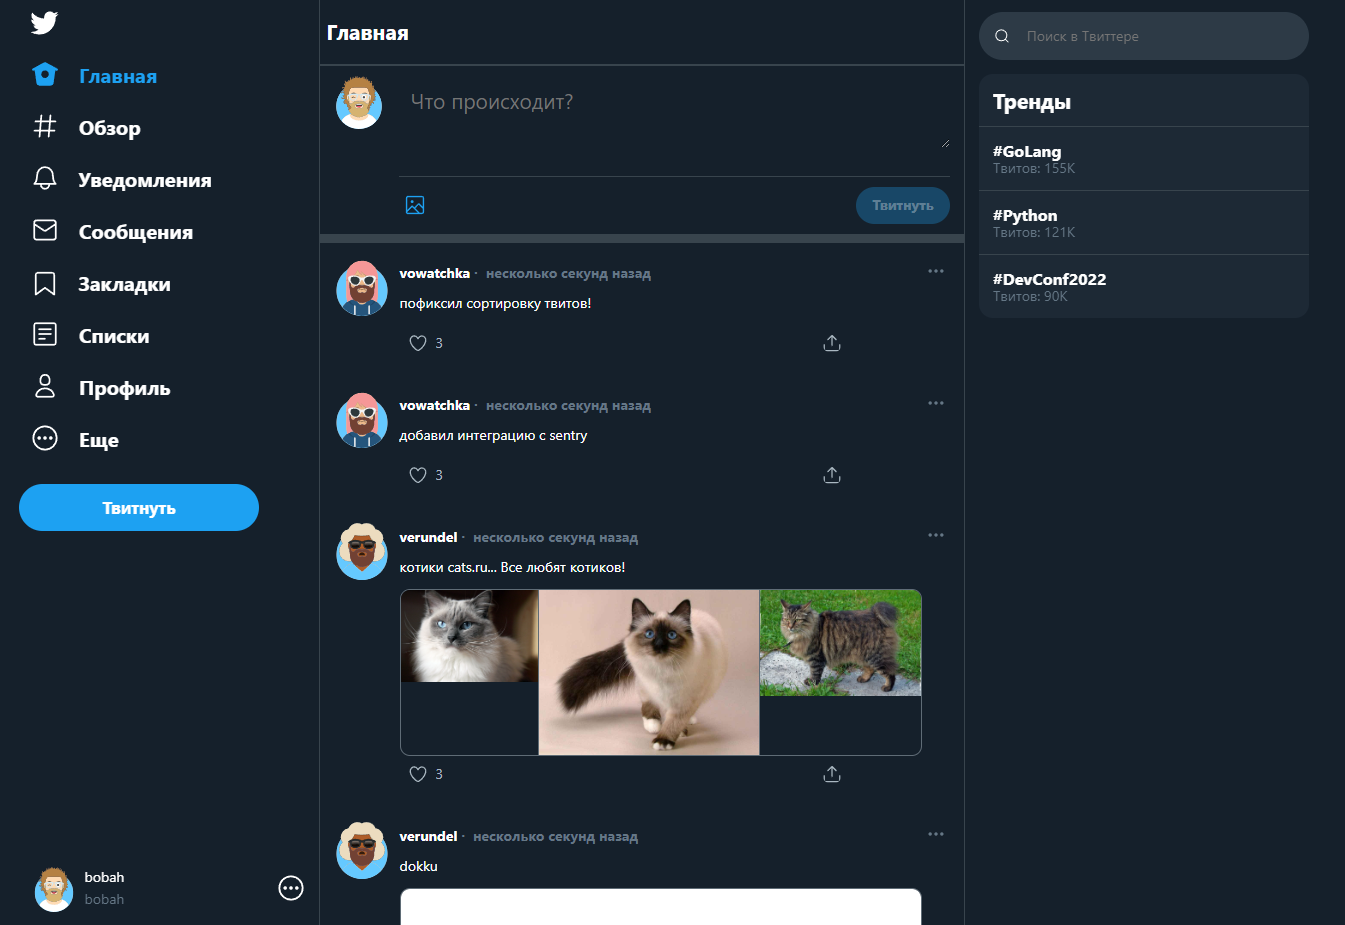 Главная
Обзор
Уведомления
Сообщения
Закладки
Списки
Профиль
Еще
Твитнуть
bobah
bobah
Главная
Что происходит?
Твитнуть
vowatchka · несколько секунд назад
пофиксил сортировку твитов!
3
vowatchka · несколько секунд назад
добавил интеграцию с sentry
3
verundel · несколько секунд назад
котики cats.ru... Все любят котиков!
3
verundel · несколько секунд назад
dokku
Поиск в Твиттере
Тренды
#GoLang
Твитов: 155K
#Python
Твитов: 121K
#DevConf2022
Твитов: 90K